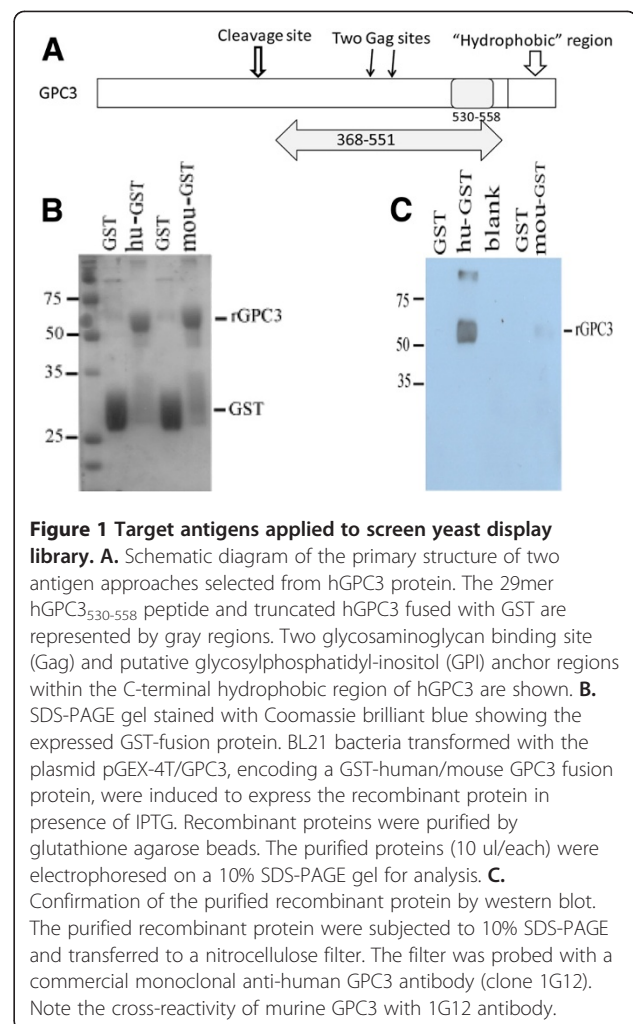 A
Cleavage site
Two Gag sites
“Hydrophobic” region
GPC3
530-558
368-551
B
GST
hu-GST
GST
mou-GST
75
50
35
25
rGPC3
GST
C
GST
hu-GST
blank
GST
mou-GST
75
50
35
rGPC3
Figure 1 Target antigens applied to screen yeast display
library. A. Schematic diagram of the primary structure of two
antigen approaches selected from hGPC3 protein. The 29mer
hGPC3530-558 peptide and truncated hGPC3 fused with GST are
represented by gray regions. Two glycosaminoglycan binding site
(Gag) and putative glycosylphosphatidyl-inositol (GPI) anchor regions
within the C-terminal hydrophobic region of hGPC3 are shown. B.
SDS-PAGE gel stained with Coomassie brilliant blue showing the
expressed GST-fusion protein. BL21 bacteria transformed with the
plasmid pGEX-4T/GPC3, encoding a GST-human/mouse GPC3 fusion
protein, were induced to express the recombinant protein in
presence of IPTG. Recombinant proteins were purified by
glutathione agarose beads. The purified proteins (10 ul/each) were
electrophoresed on a 10% SDS-PAGE gel for analysis. C.
Confirmation of the purified recombinant protein by western blot.
The purified recombinant protein were subjected to 10% SDS-PAGE
and transferred to a nitrocellulose filter. The filter was probed with a
commercial monoclonal anti-human GPC3 antibody (clone 1G12).
Note the cross-reactivity of murine GPC3 with 1G12 antibody.